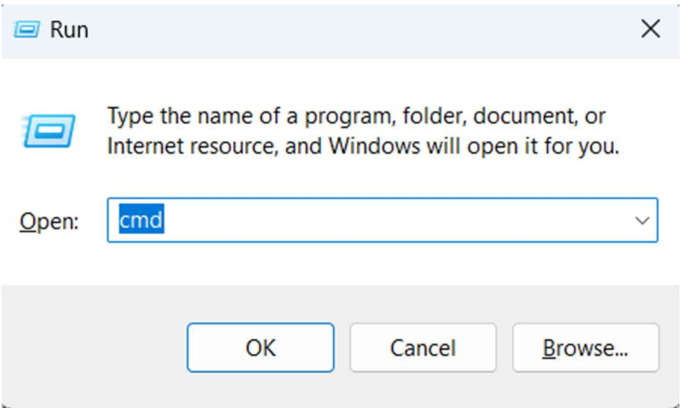 Run
Type the name of a program, folder, document, or
Internet resource, and Windows will open it for you.
Open: cmd
OK Cancel Browse...